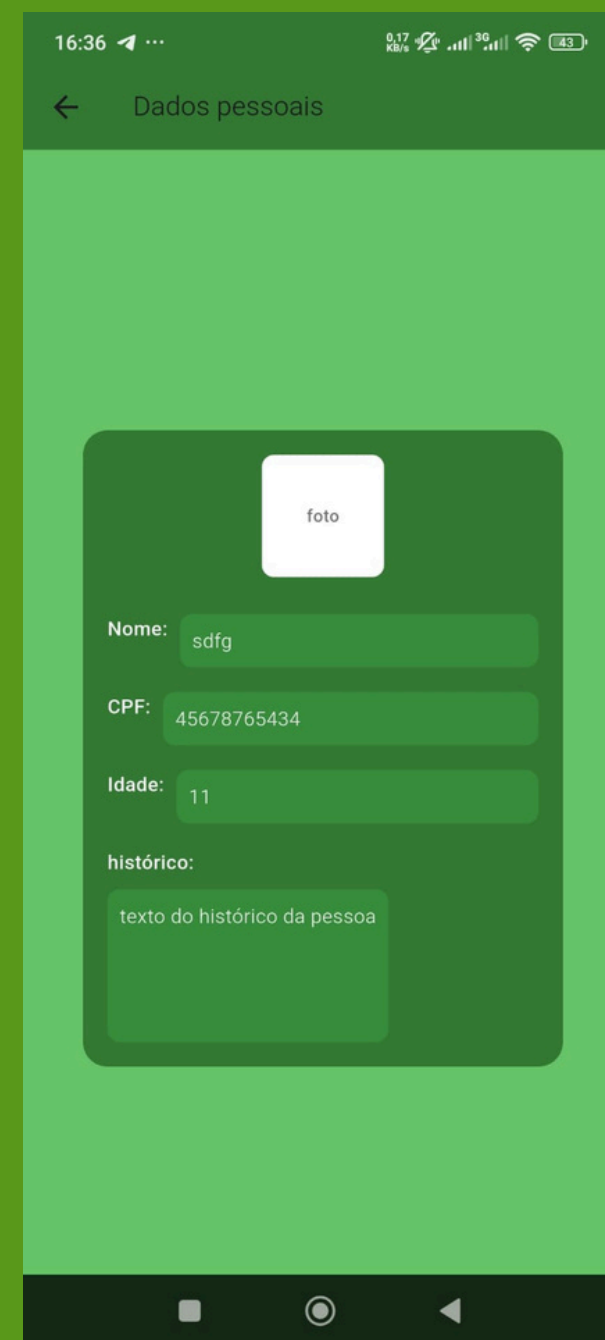 16:36 ... 0,17 KB/s 3G 43
Dados pessoais
foto
Nome: sdfg
CPF: 45678765434
Idade: 11
histórico:
texto do histórico da pessoa